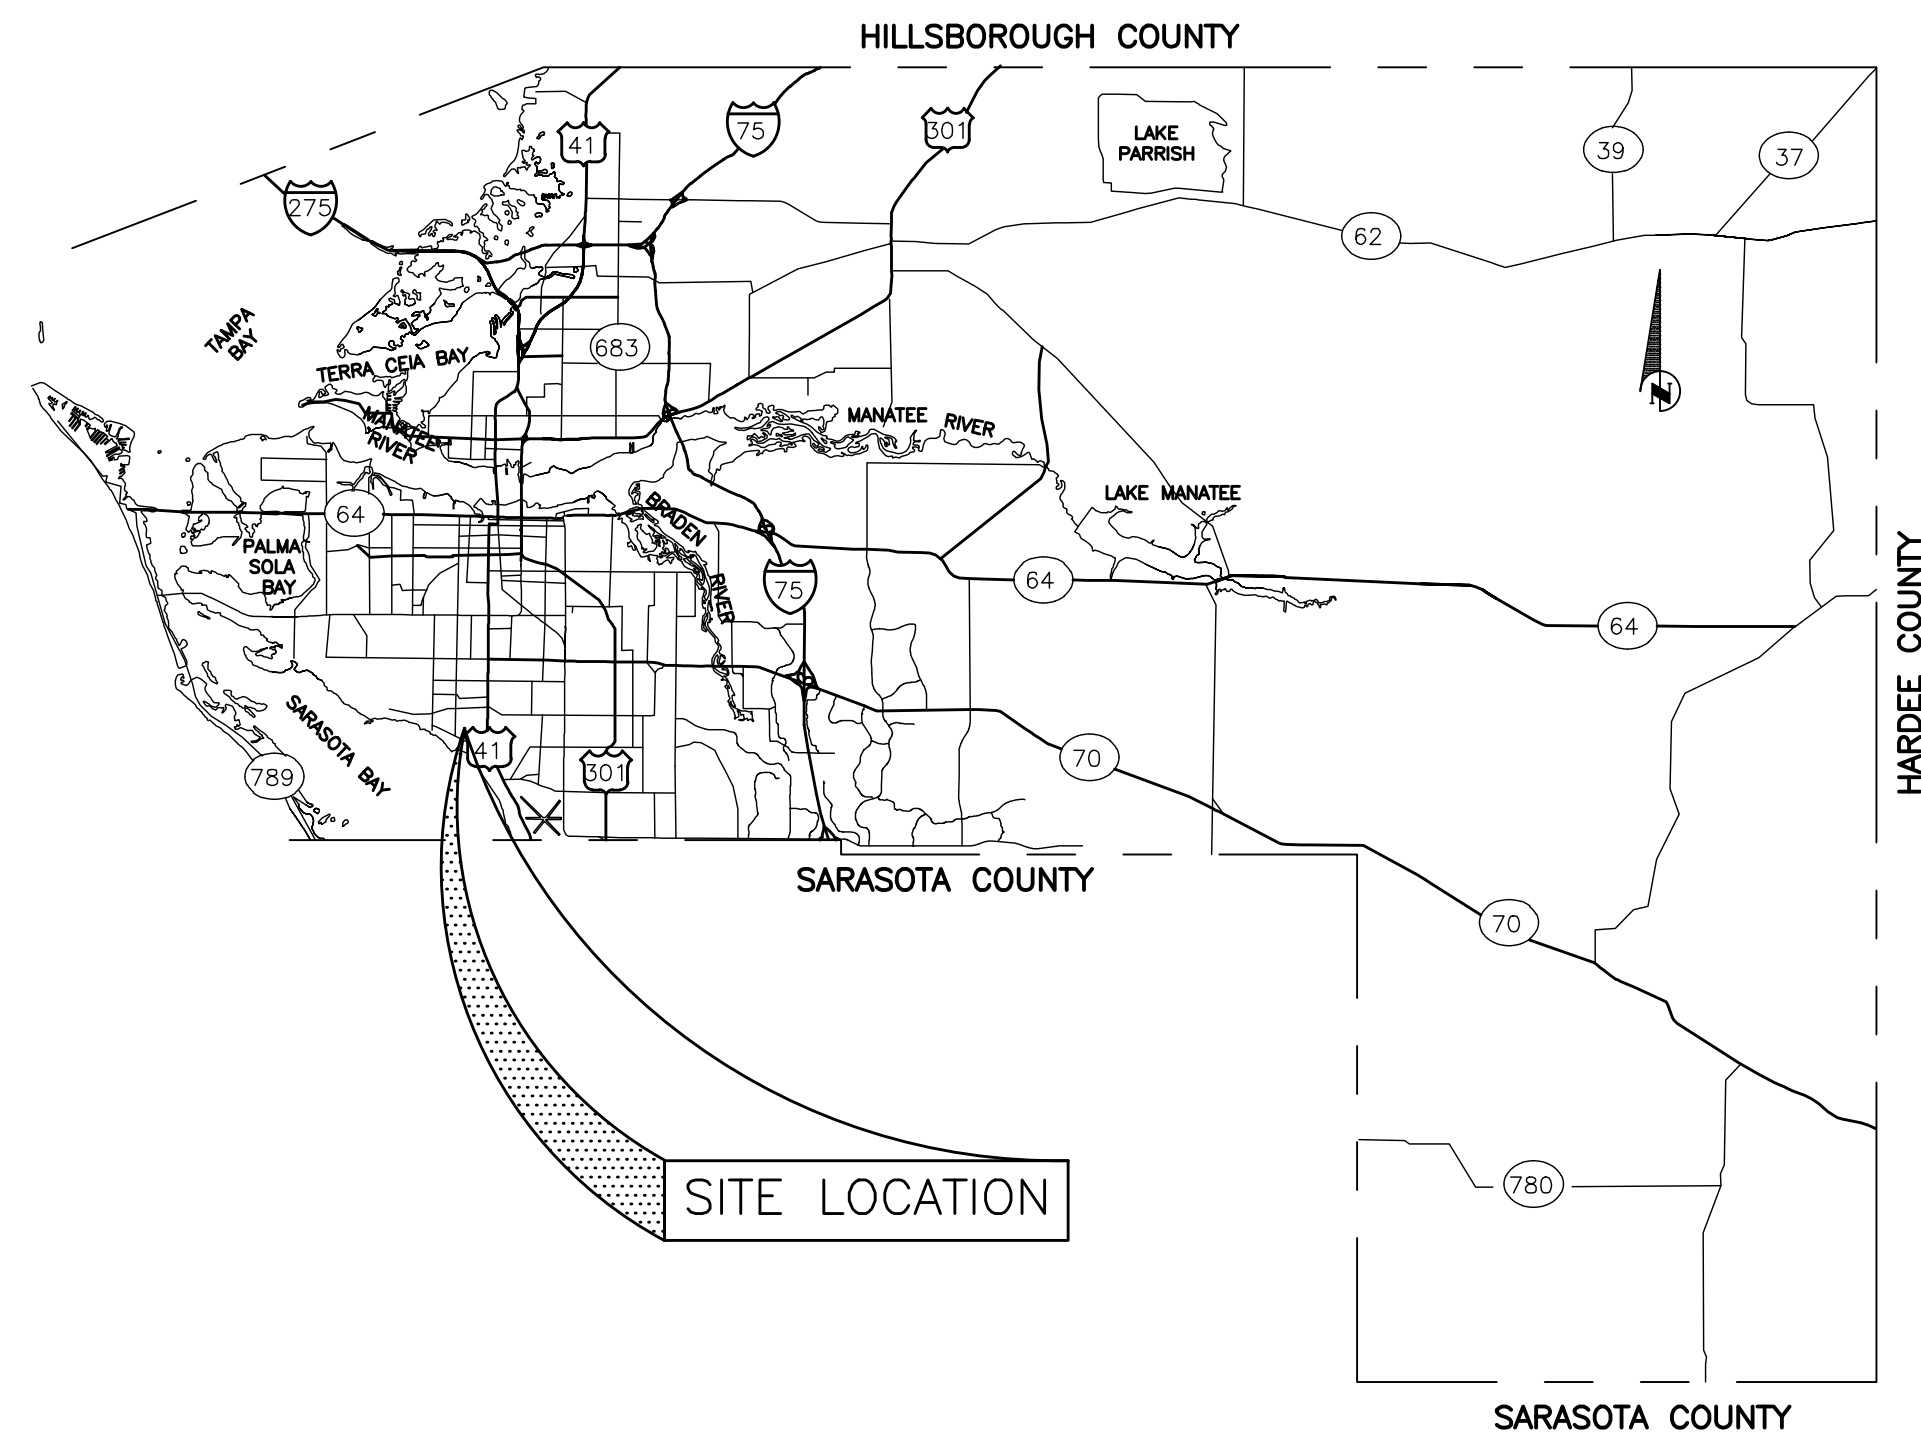 HILLSBOROUGH COUNTY
41
75
301
LAKE
PARRISH
39
37
275
62
TAMPA
BAY
683
TERRA CEIA BAY
MANATEE
RIVER
MANATEE RIVER
N
64
BRADEN
RIVER
LAKE MANATEE
PALMA
SOLA
BAY
75
64
64
HARDEE COUNTY
SARASOTA BAY
789
41
301
70
SARASOTA COUNTY
70
SITE LOCATION
780
SARASOTA COUNTY